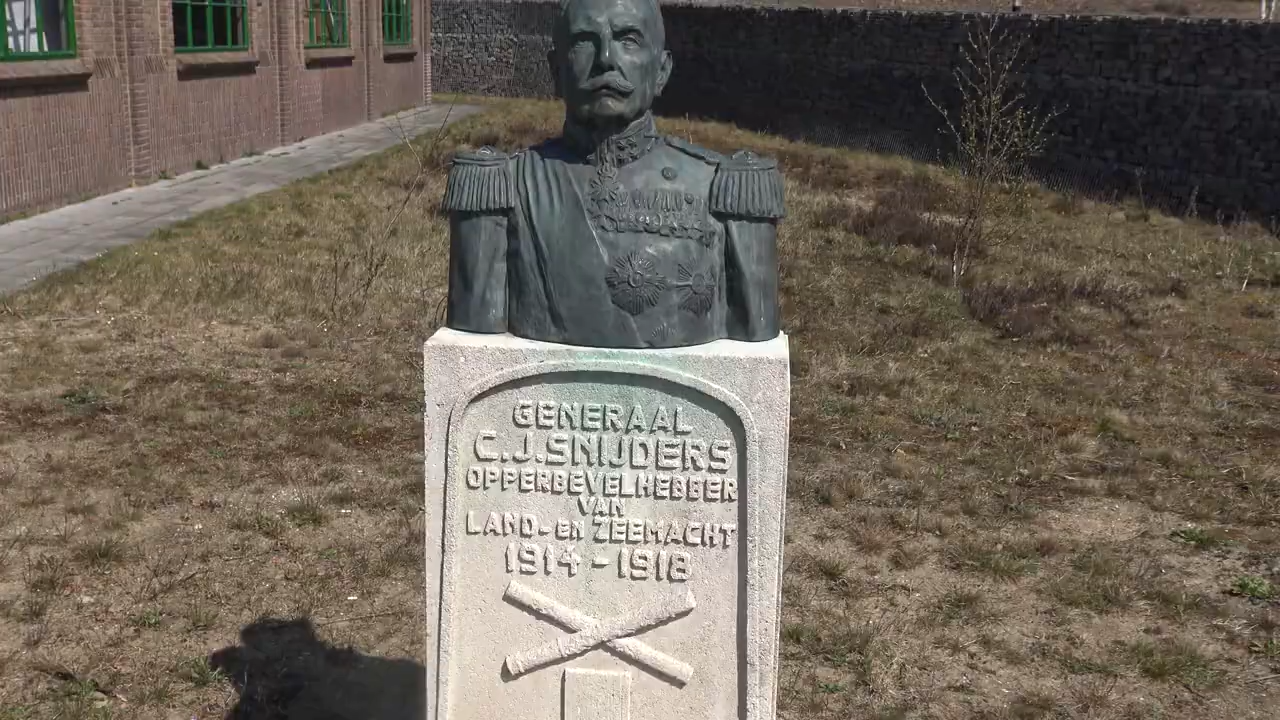 GENERAAL
C.J.SNIJDERS
OPPERBEVELHEBBER
VAN
LAND- en ZEEMACHT
1914 - 1918